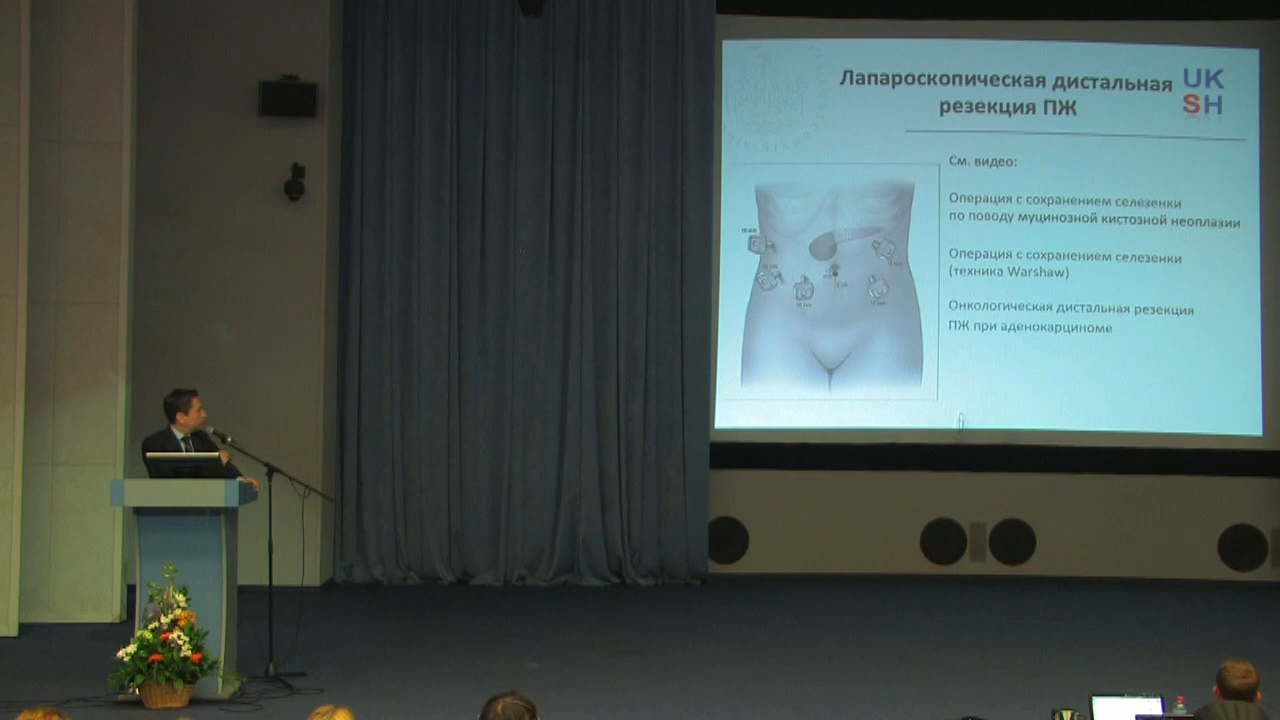 Лапароскопическая дистальная
резекция ПЖ
UK
SH
См. видео:
Операция с сохранением селезенки
по поводу муцинозной кистозной неоплазии
Операция с сохранением селезенки
(техника Warshaw)
Онкологическая дистальная резекция
ПЖ при аденокарциноме